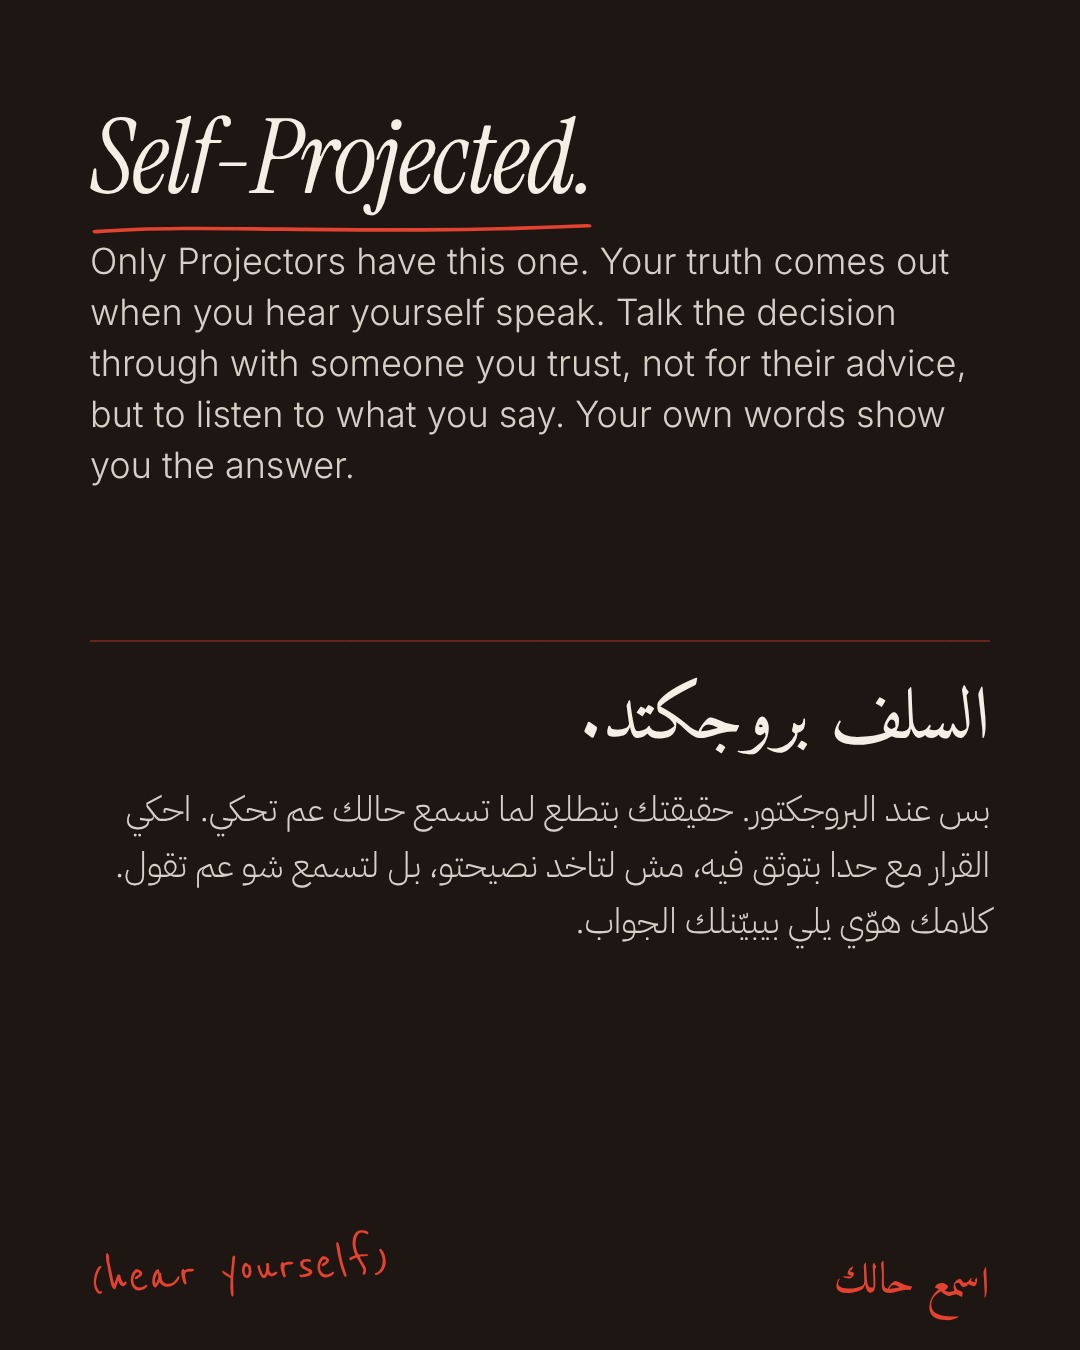 Self-Projected.
Only Projectors have this one. Your truth comes out
when you hear yourself speak. Talk the decision
through with someone you trust, not for their advice,
but to listen to what you say. Your own words show
you the answer.
السلف بروجكتد.
بس عند البروجكتور. حقيقتك بتطلع لما تسمع حالك عم تحكي. احكي
القرار مع حدا بتوثق فيه، مش لتاخد نصيحتو، بل لتسمع شو عم تقول.
كلامك هوّي يلي بيبيّنلك الجواب.
(hear yourself)
اسمع حالك